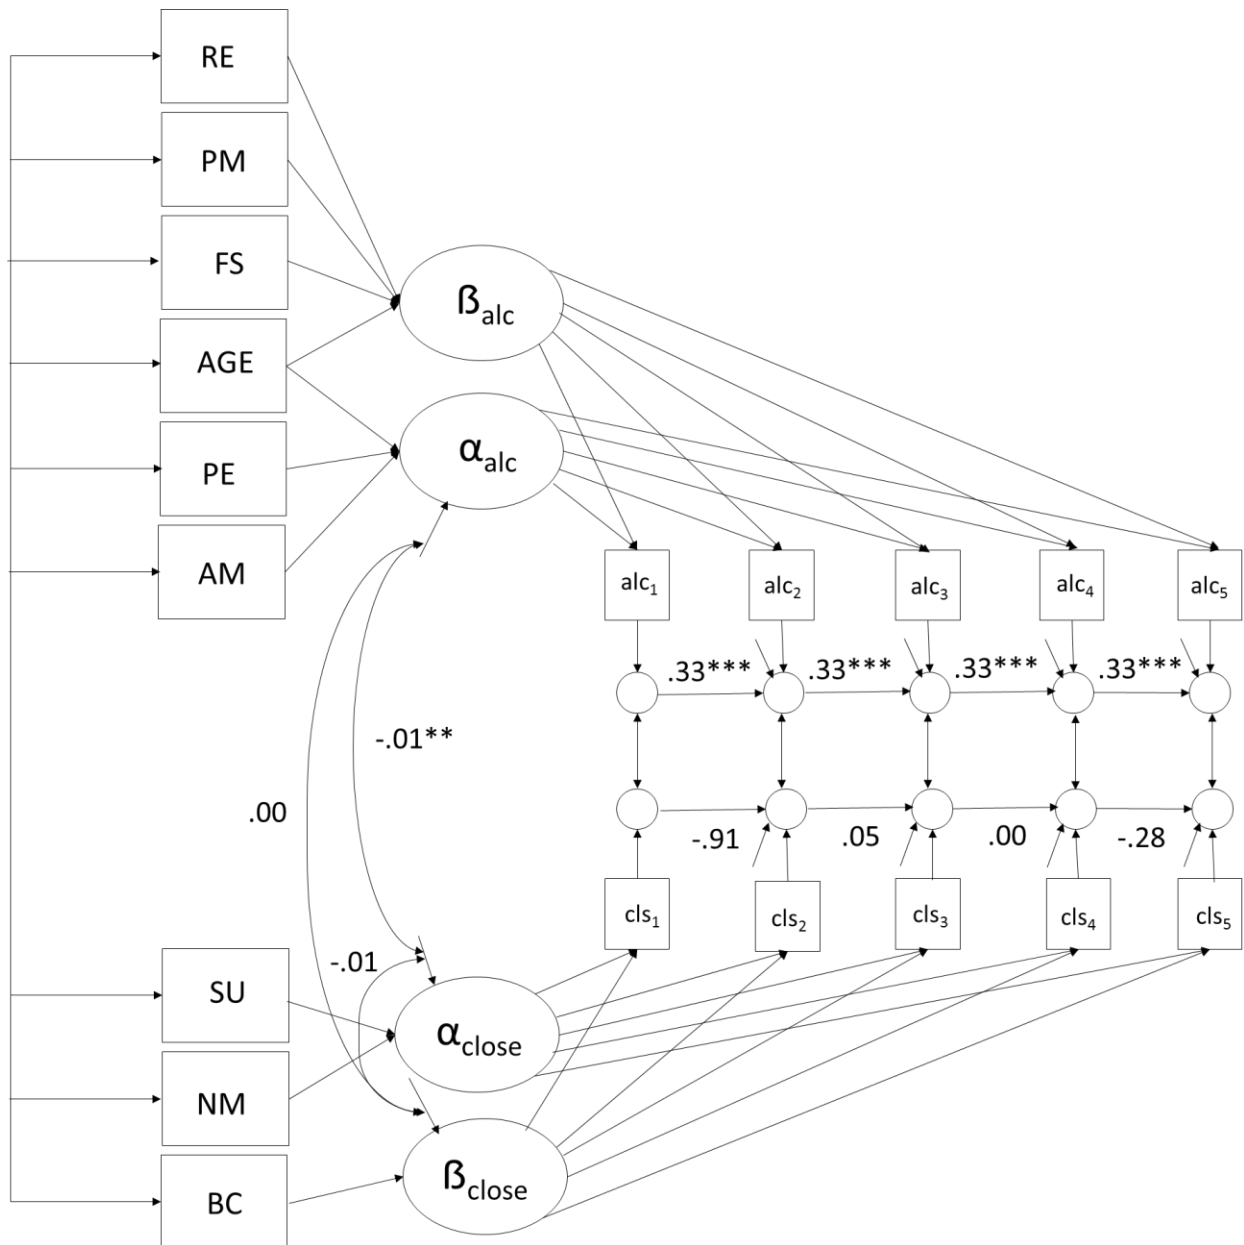 RE
PM
FS
AGE
PE
AM
ßalc
αalc
alc1
alc2
alc3
alc4
alc5
.33***
.33***
.33***
.33***
-.01**
.00
-.91
.05
.00
-.28
cls1
cls2
cls3
cls4
cls5
-.01
SU
NM
BC
αclose
ßclose